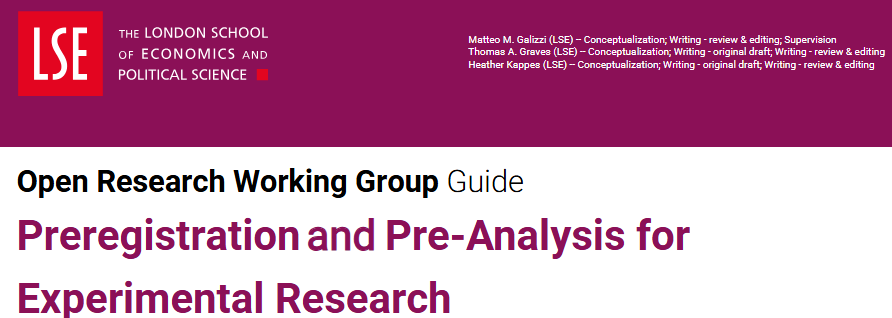 LSE
THE LONDON SCHOOL
OF ECONOMICS AND
POLITICAL SCIENCE
Matteo M. Galizzi (LSE) – Conceptualization; Writing - review & editing; Supervision
Thomas A. Graves (LSE) – Conceptualization; Writing - original draft; Writing - review & editing
Heather Kappes (LSE) – Conceptualization; Writing - original draft; Writing - review & editing
Open Research Working Group Guide
Preregistration and Pre-Analysis for
Experimental Research